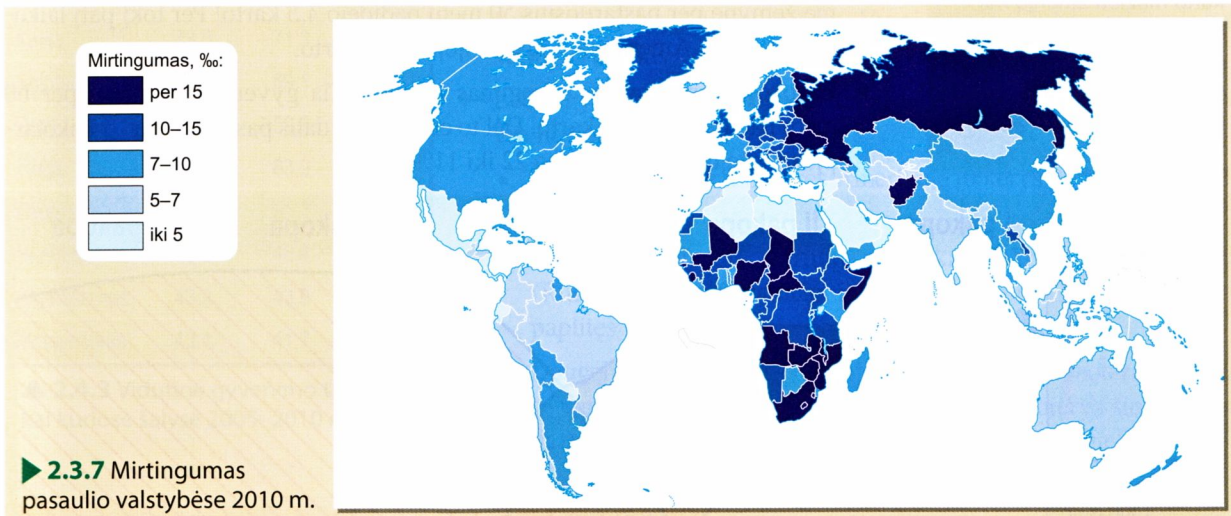 Mirtingumas, ‰:
per 15
10–15
7–10
5–7
iki 5
▶ 2.3.7 Mirtingumas
pasaulio valstybėse 2010 m.